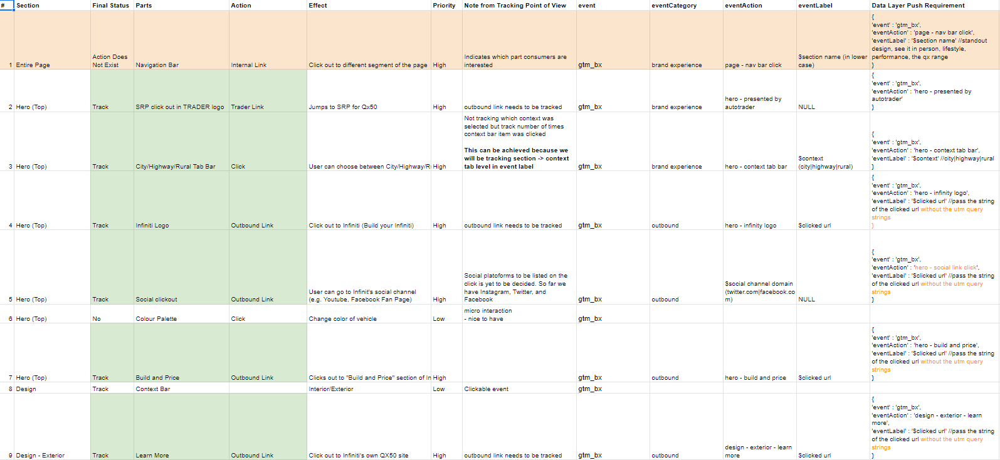 # Section Final Status Parts Action Effect Priority Note from Tracking Point of View event eventCategory eventAction eventLabel Data Layer Push Requirement
1 Entire Page
Action Does
Not Exist
Navigation Bar
Internal Link
Click out to different segment of the page
High
Indicates which part consumers are
interested
gtm_bx
brand experience
page - nav bar click
$section name (in lower
case)
{
'event' : 'gtm_bx',
'eventAction' : 'page - nav bar click',
'eventLabel' : '$section name' //standout
design, see it in person, lifestyle,
performance, the qx range
}
2 Hero (Top)
Track
SRP click out in TRADER logo
Trader Link
Jumps to SRP for Qx50
High
outbound link needs to be tracked
gtm_bx
brand experience
hero - presented by
autotrader
NULL
{
'event' : 'gtm_bx',
'eventAction' : 'hero - presented by
autotrader'
}
3 Hero (Top)
Track
City/Highway/Rural Tab Bar
Click
User can choose between City/Highway/R
High
Not tracking which context was
selected but track number of times
context bar item was clicked
This can be achieved because we
will be tracking section -> context
tab level in event label
gtm_bx
brand experience
hero - context tab bar
$context
(city|highway|rural)
{
'event' : 'gtm_bx',
'eventAction' : 'hero - context tab bar',
'eventLabel' : '$context' //city|highway|rural
}
4 Hero (Top)
Track
Infiniti Logo
Outbound Link
Click out to Infiniti (Build your Infiniti)
High
outbound link needs to be tracked
gtm_bx
outbound
hero - infinity logo
$clicked url
{
'event' : 'gtm_bx',
'eventAction' : 'hero - infinity logo',
'eventLabel' : '$clicked url' //pass the string
of the clicked url without the utm query
strings
}
5 Hero (Top)
Track
Social clickout
Outbound Link
User can go to Infinit's social channel
(e.g. Youtube, Facebook Fan Page)
High
Social platoforms to be listed on the
click is yet to be decided. So far we
have Instagram, Twitter, and
Facebook
gtm_bx
outbound
$social channel domain
(twitter.com|facebook.co
m)
NULL
{
'event' : 'gtm_bx',
'eventAction' : 'hero - social link click',
'eventLabel' : '$clicked url' //pass the string
of the clicked url without the utm query
strings
}
6 Hero (Top)
No
Colour Palette
Click
Change color of vehicle
Low
micro interaction
- nice to have
gtm_bx
7 Hero (Top)
Track
Build and Price
Outbound Link
Clicks out to "Build and Price" section of In
High
gtm_bx
outbound
hero - build and price
$clicked url
{
'event' : 'gtm_bx',
'eventAction' : 'hero - build and price',
'eventLabel' : '$clicked url' //pass the string
of the clicked url without the utm query
strings
}
8 Design
Track
Context Bar
Interior/Exterior
Low
Clickable event
gtm_bx
9 Design - Exterior
Track
Learn More
Outbound Link
Click out to Infiniti's own QX50 site
High
outbound link needs to be tracked
gtm_bx
outbound
design - exterior - learn
more
$clicked url
{
'event' : 'gtm_bx',
'eventAction' : 'design - exterior - learn
more',
'eventLabel' : '$clicked url' //pass the string
of the clicked url without the utm query
strings
}